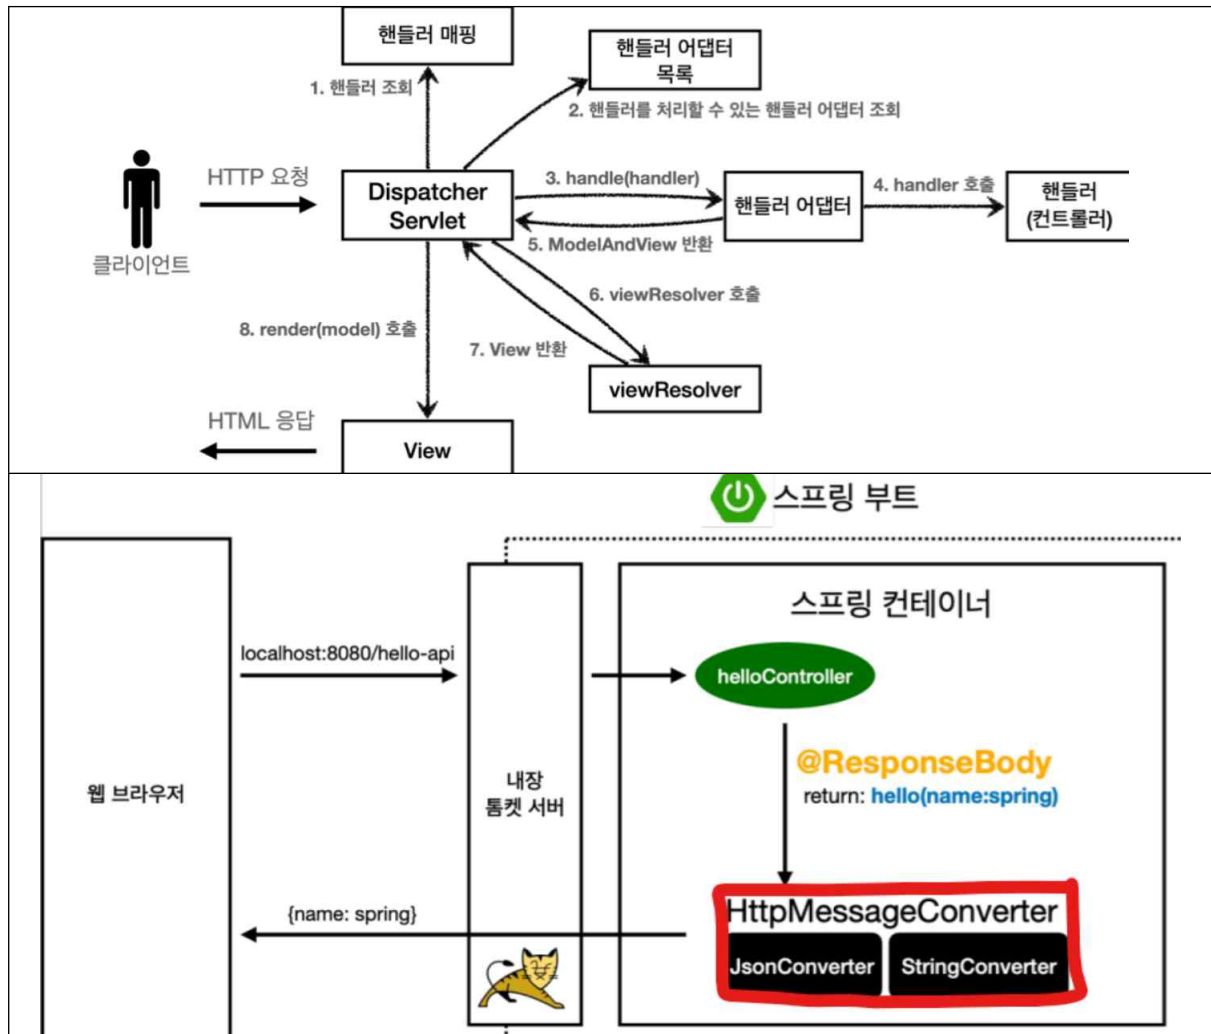 핸들러 매핑
핸들러 어댑터
목록
1. 핸들러 조회
2. 핸들러를 처리할 수 있는 핸들러 어댑터 조회
HTTP 요청
Dispatcher
Servlet
3. handle(handler)
핸들러 어댑터
4. handler 호출
핸들러
(컨트롤러)
5. ModelAndView 반환
클라이언트
6. viewResolver 호출
8. render(model) 호출
7. View 반환
viewResolver
HTML 응답
View
스프링 부트
스프링 컨테이너
localhost:8080/hello-api
helloController
@ResponseBody
return: hello(name:spring)
웹 브라우저
내장
톰켓 서버
{name: spring}
HttpMessageConverter
JsonConverter
StringConverter